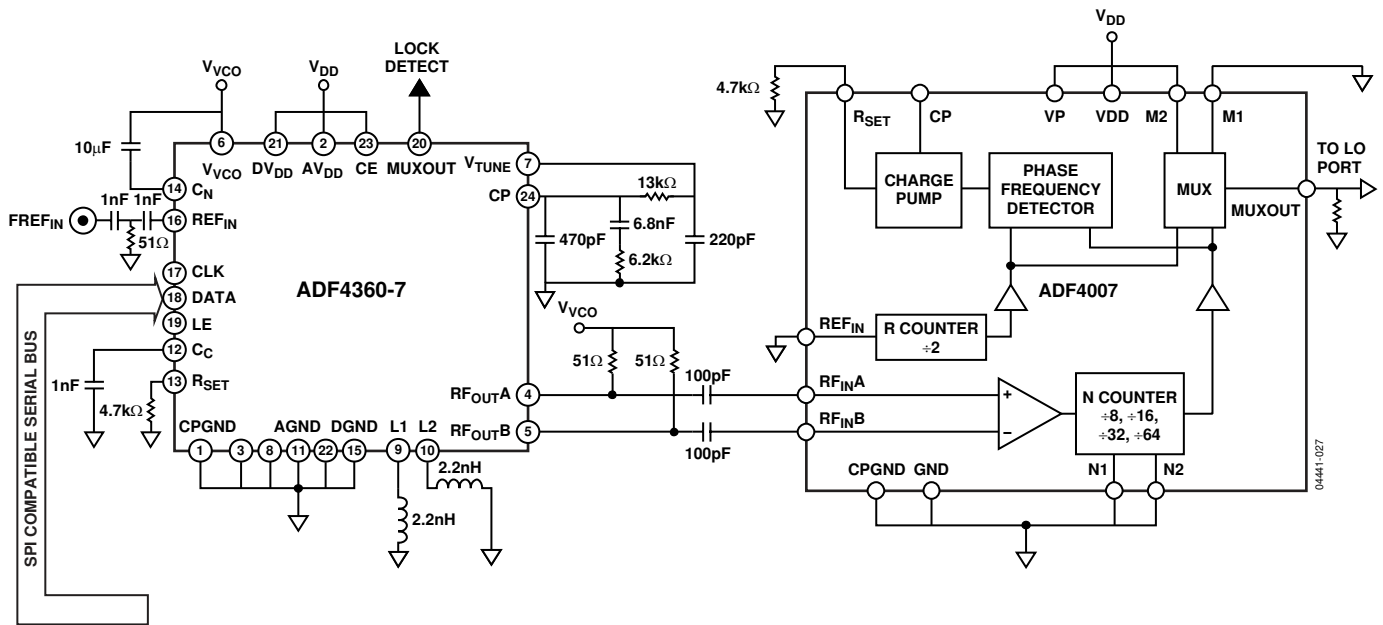 LOCK
DETECT
V_VCO
V_DD
10µF
6
21
2
23
20
V_VCO
DV_DD
AV_DD
CE
MUXOUT
V_TUNE
7
CP
24
14
C_N
1nF
1nF
FREF_IN
16
REF_IN
51Ω
17
CLK
18
DATA
19
LE
12
C_C
13
R_SET
1nF
4.7kΩ
ADF4360-7
13kΩ
6.8nF
470pF
220pF
6.2kΩ
V_VCO
51Ω
51Ω
100pF
RF_OUTA
4
RF_OUTB
5
100pF
CPGND
AGND
DGND
L1
L2
1
3
8
11
22
15
9
10
2.2nH
2.2nH
SPI COMPATIBLE SERIAL BUS
V_DD
4.7kΩ
R_SET
CP
VP
VDD
M2
M1
CHARGE
PUMP
PHASE
FREQUENCY
DETECTOR
MUX
MUXOUT
TO LO
PORT
ADF4007
REF_IN
R COUNTER
÷2
RF_INA
+
RF_INB
–
N COUNTER
÷8, ÷16,
÷32, ÷64
CPGND
GND
N1
N2
04441-027